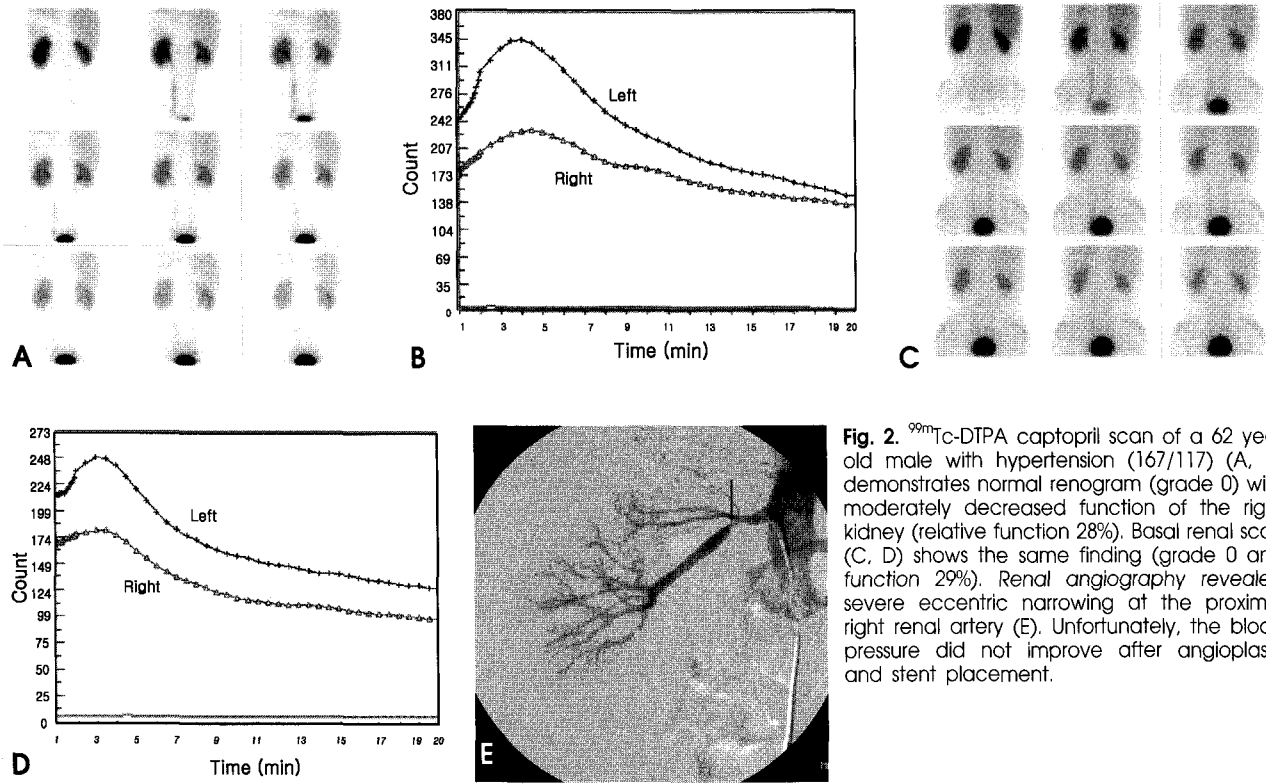 A
380
345
311
276
242
207
173
138
104
69
35
0
Count
Left
Right
1 3 5 7 9 11 13 15 17 19 20
Time (min)
B
C
273
248
224
199
174
149
124
99
75
50
25
0
Count
Left
Right
1 3 5 7 9 11 13 15 17 19 20
Time (min)
D
E
Fig. 2. 99mTc-DTPA captopril scan of a 62 ye
old male with hypertension (167/117) (A,
demonstrates normal renogram (grade 0) wi
moderately decreased function of the rig
kidney (relative function 28%). Basal renal sca
(C, D) shows the same finding (grade 0 an
function 29%). Renal angiography reveale
severe eccentric narrowing at the proxim
right renal artery (E). Unfortunately, the bloo
pressure did not improve after angioplas
and stent placement.